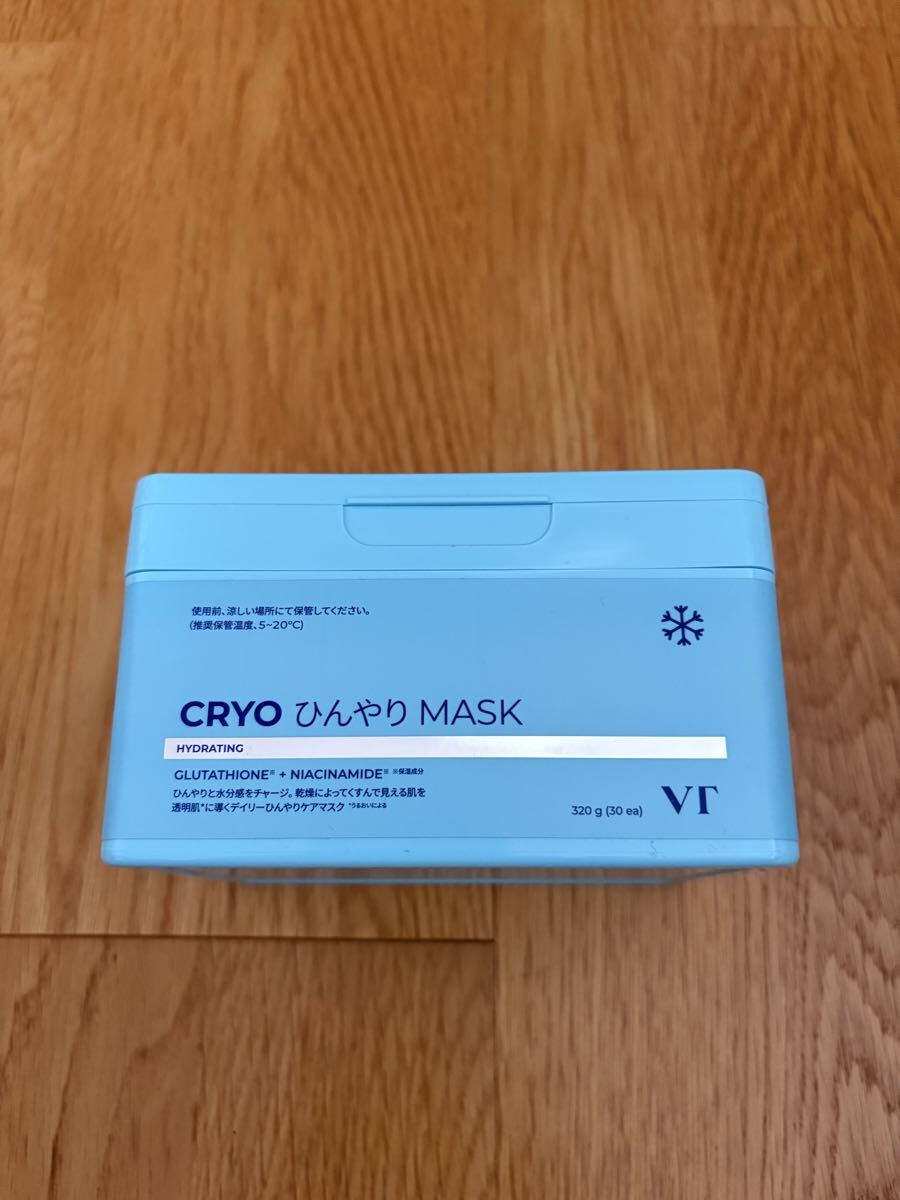 使用前、涼しい場所にて保管してください。
(推奨保管温度、5~20°C)
CRYO ひんやり MASK
HYDRATING
GLUTATHIONE※ + NIACINAMIDE※ ※保湿成分
ひんやりと水分感をチャージ。乾燥によってくすんで見える肌を
透明肌*に導くデイリーひんやりケアマスク *うるおいによる
320 g (30 ea)
VT